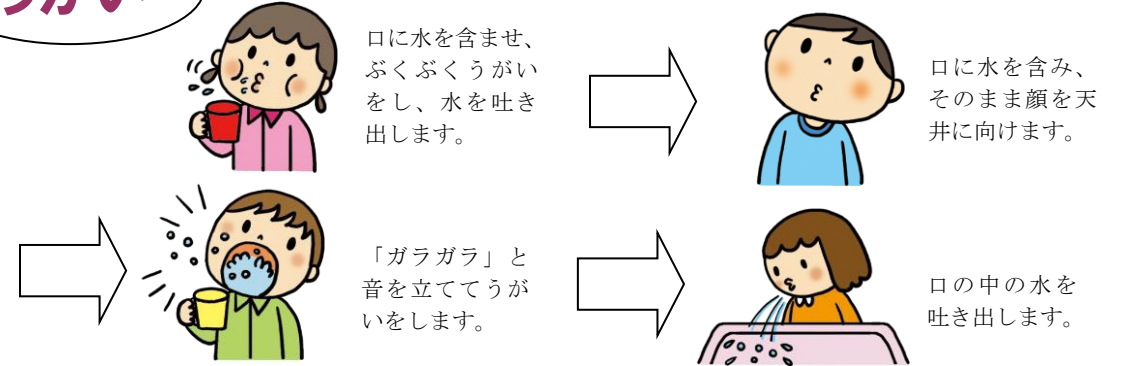 うがい
口に水を含ませ、
ぶくぶくうがい
をし、水を吐き
出します。
口に水を含み、
そのまま顔を天
井に向けます。
「ガラガラ」と
音を立ててうが
いをします。
口の中の水を
吐き出します。